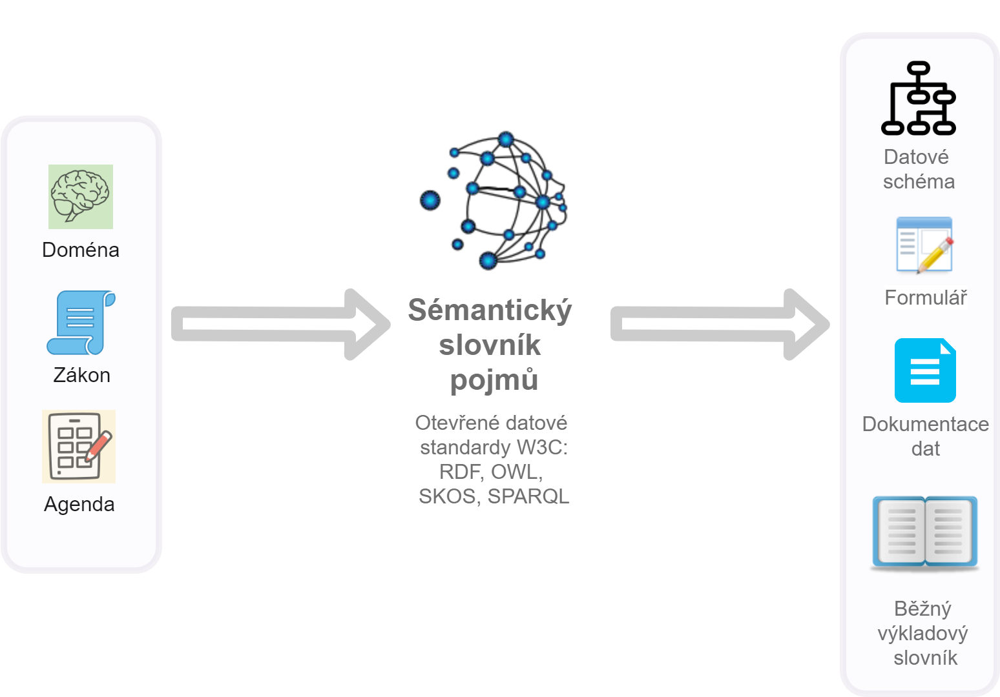 Doména
Zákon
Agenda
Sémantický
slovník
pojmů
Otevřené datové
standardy W3C:
RDF, OWL,
SKOS, SPARQL
Datové
schéma
Formulář
Dokumentace
dat
Běžný
výkladový
slovník